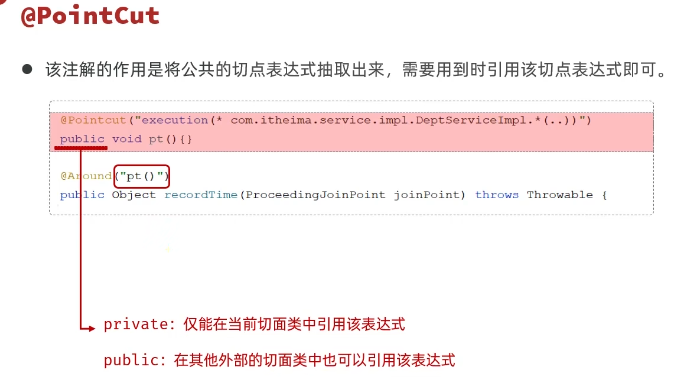 @PointCut
● 该注解的作用是将公共的切点表达式抽取出来，需要用到时引用该切点表达式即可。
@Pointcut("execution(* com.itheima.service.impl.DeptServiceImpl.*(..))")
public void pt(){}
@Around("pt()")
public Object recordTime(ProceedingJoinPoint joinPoint) throws Throwable {
private：仅能在当前切面类中引用该表达式
public：在其他外部的切面类中也可以引用该表达式